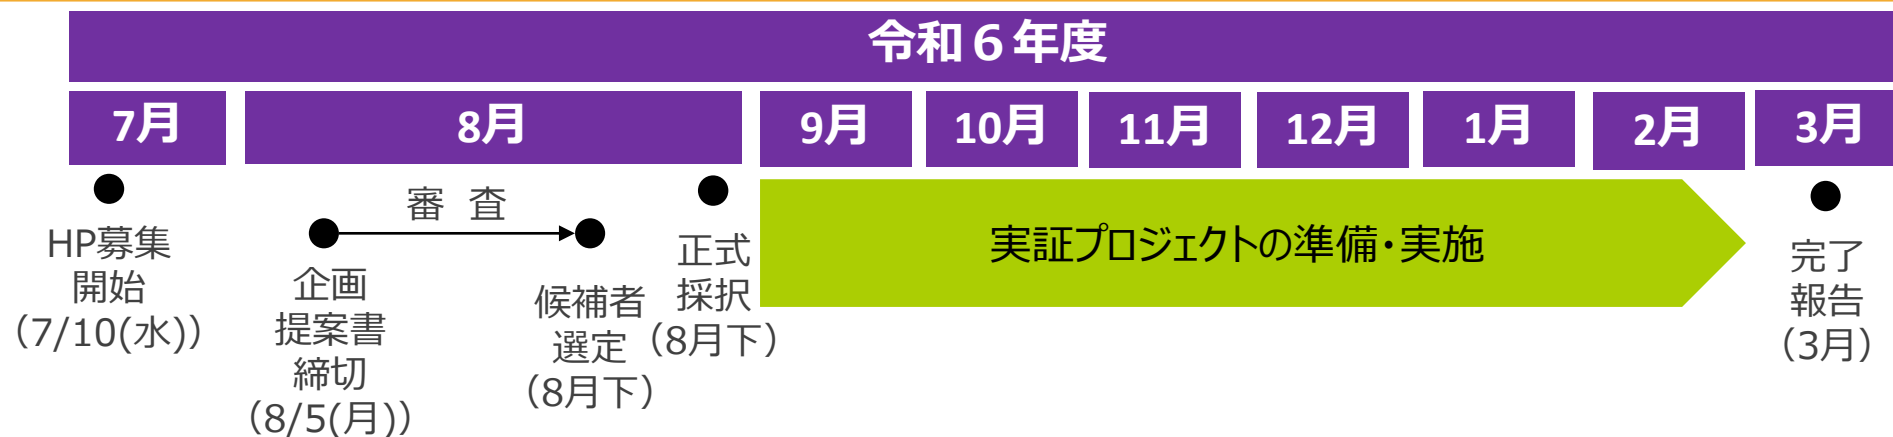 令和６年度
7月
8月
9月
10月
11月
12月
1月
2月
3月
HP募集
開始
（7/10(水)）
企画
提案書
締切
（8/5(月)）
審 査
候補者
選定
（8月下）
正式
採択
（8月下）
実証プロジェクトの準備・実施
完了
報告
（3月）